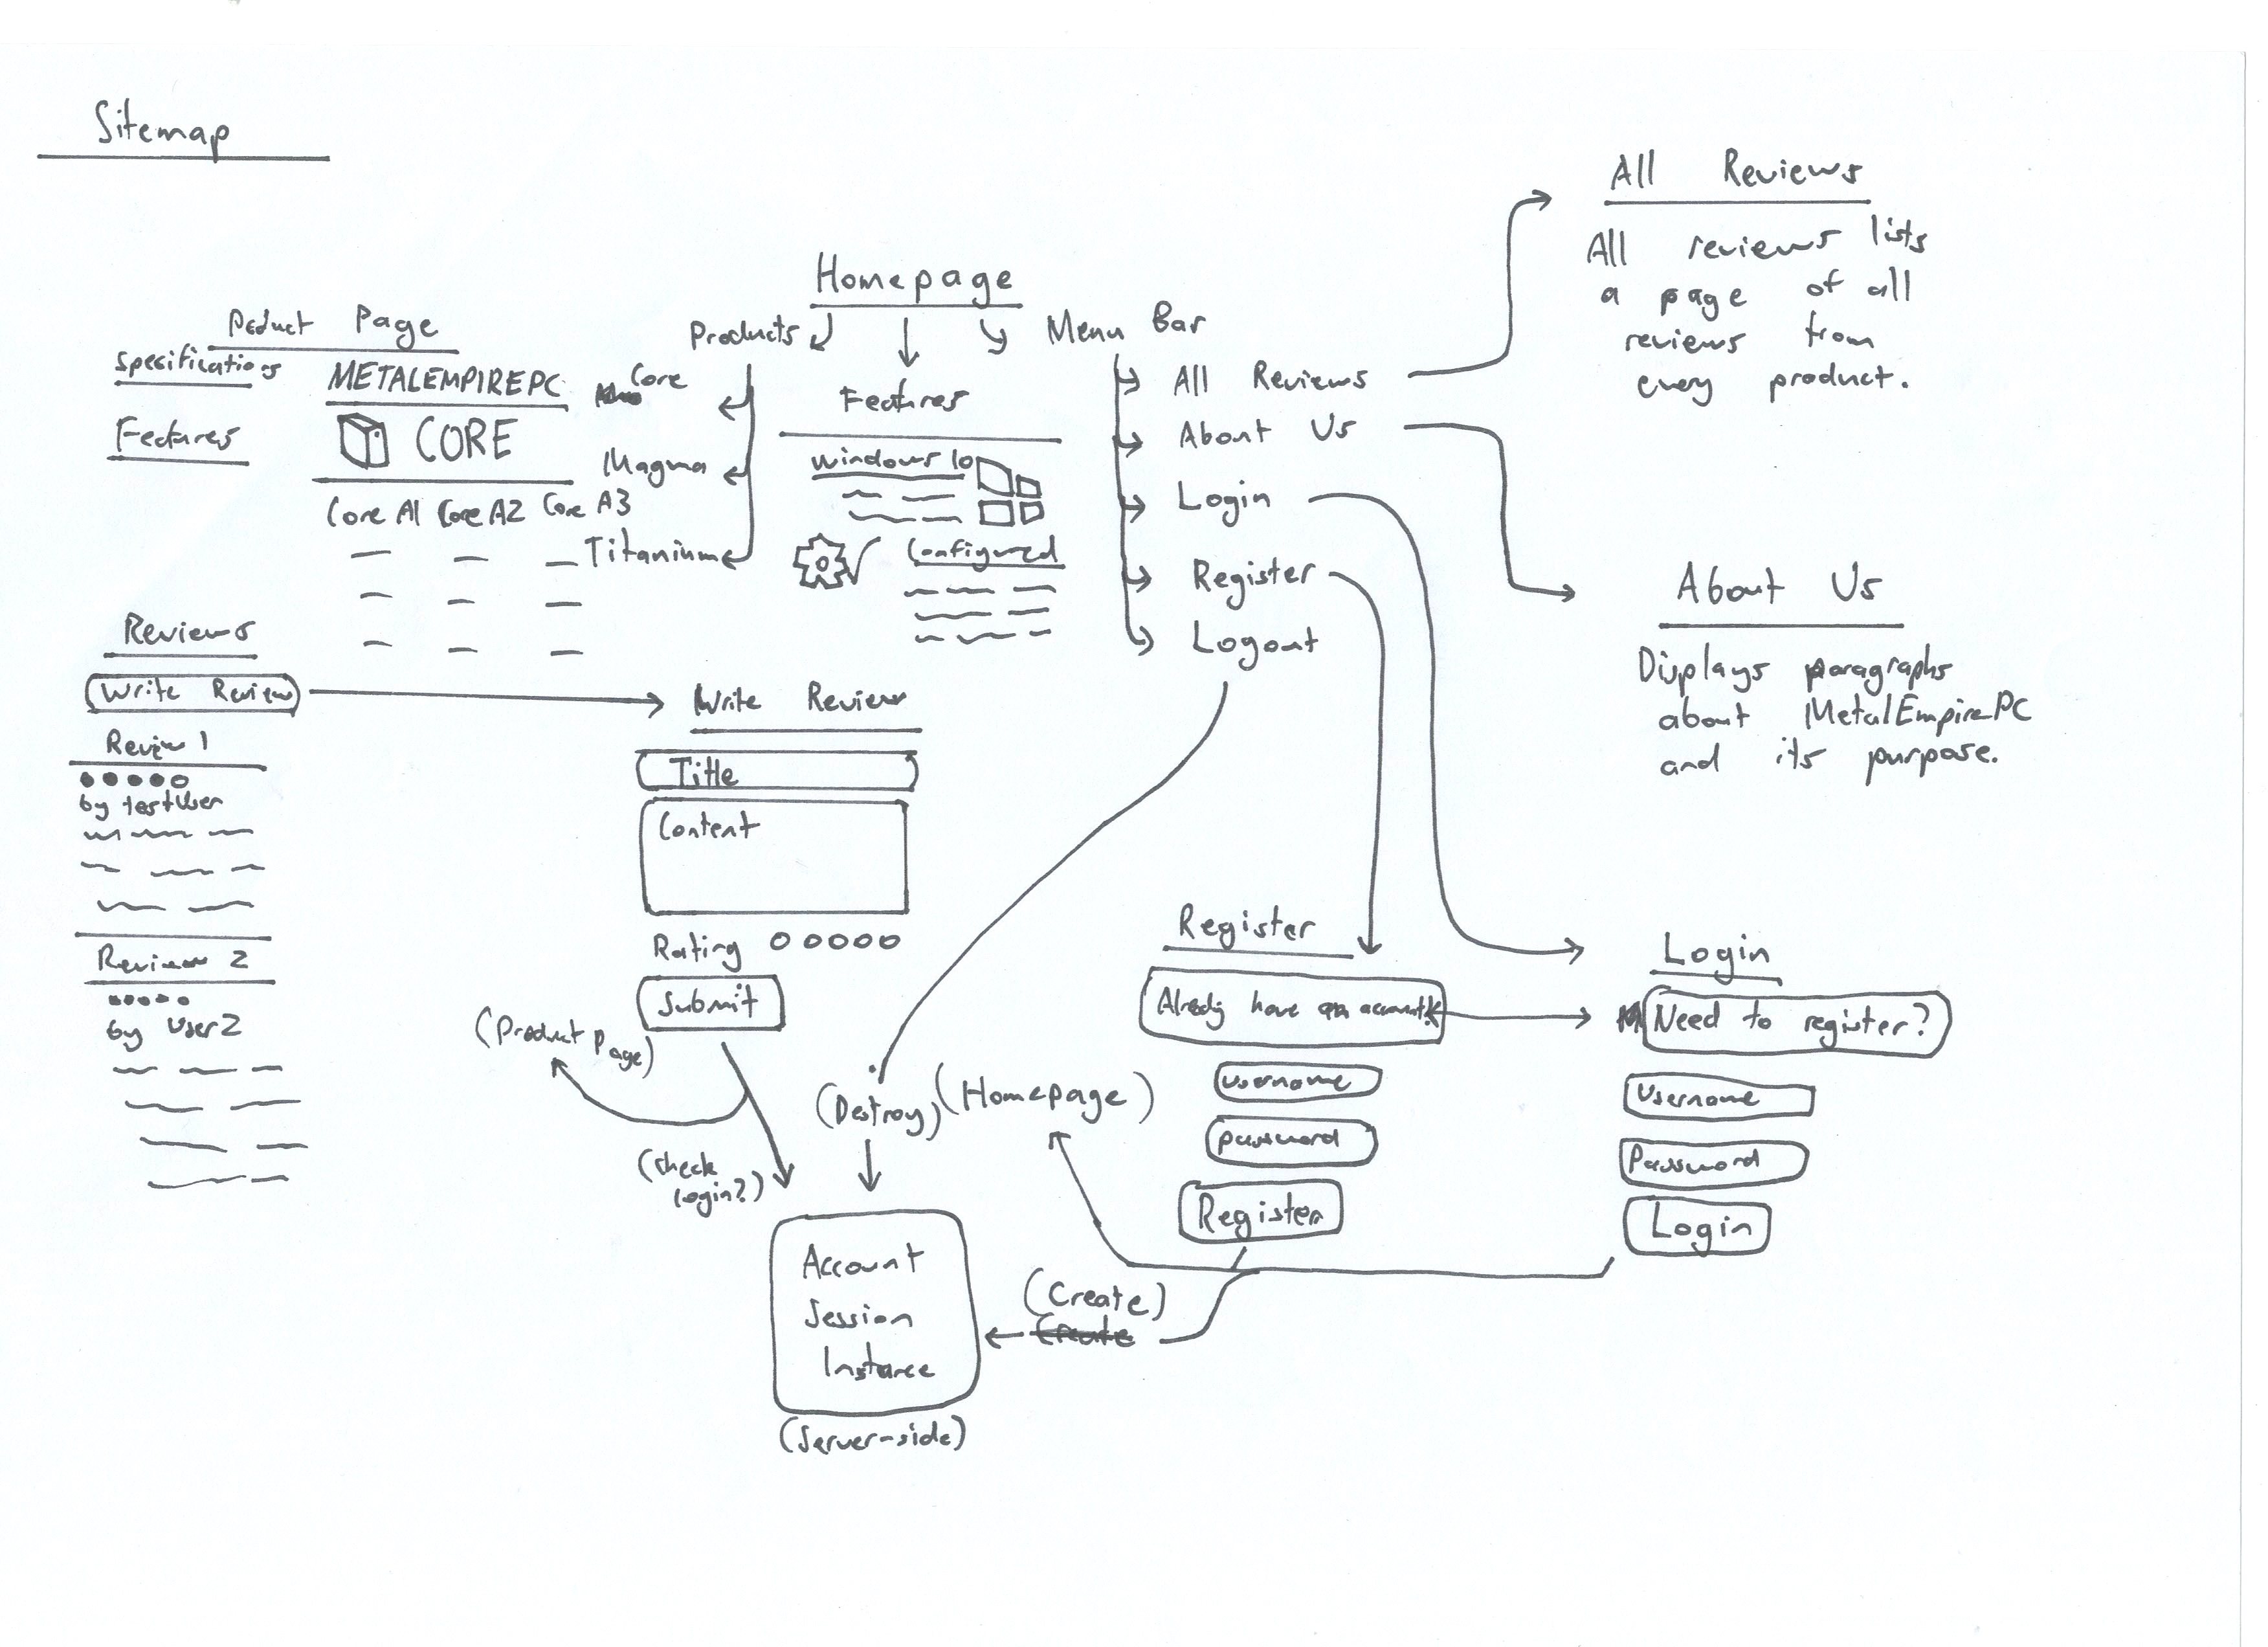 Sitemap
Homepage
Products
Menu Bar
Core
Magma
Titanium
Features
Windows 10
Configured
All Reviews
About Us
Login
Register
Logout
All Reviews
All reviews lists
a page of all
reviews from
every product.
About Us
Displays paragraphs
about MetalEmpirePC
and its purpose.
Poduct Page
Specifications
Features
METALEMPIREPC
CORE
Core A1 Core A2 Core A3
Reviews
Write Review
Review 1
by testUser
Review 2
by User2
Write Review
Title
Content
Rating
Submit
(Product Page)
(check
login?)
(Destroy)
(Homepage)
Register
Already have an account?
username
password
Register
Login
Need to register?
Username
Password
Login
(Create)
Create
Account
Session
Instance
(Server-side)